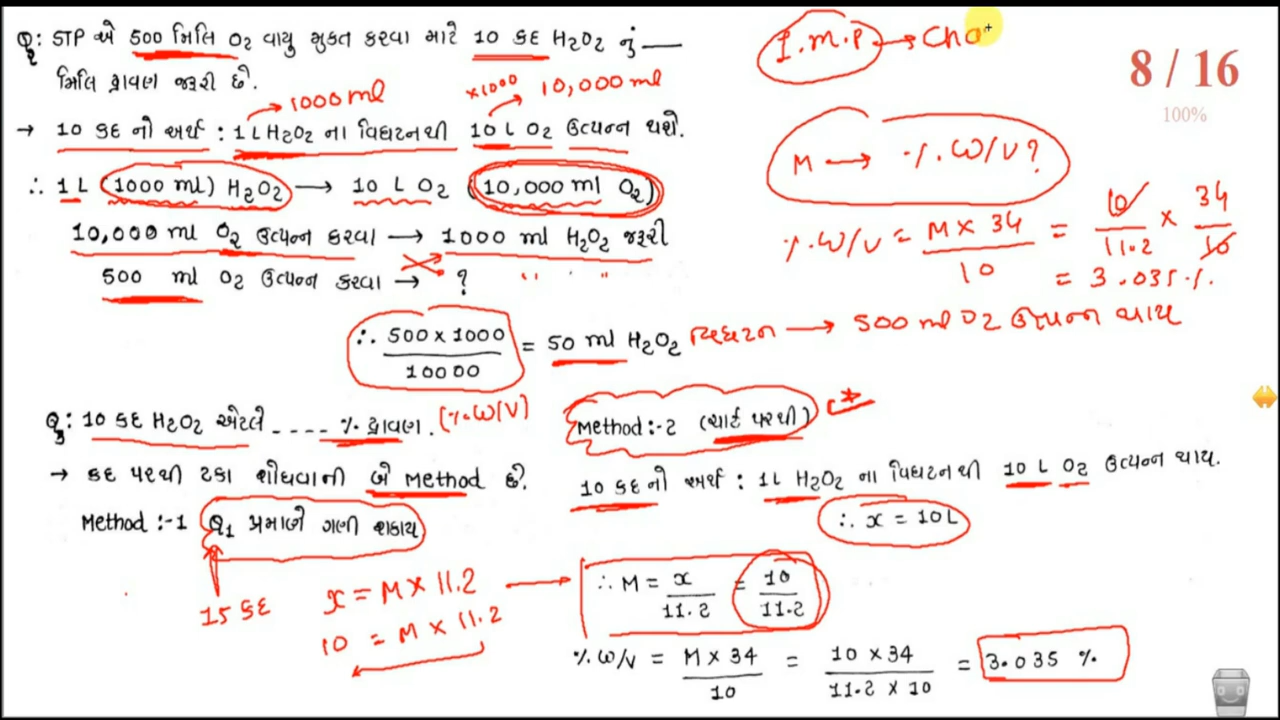 Q2: STP એ 500 મિલિ O2 વાયુ મુક્ત કરવા માટે 10 કદ H2O2 નું ——
મિલિ દ્રાવણ જરૂરી છે.
→ 1000 ml
×1000 → 10,000 ml
→ 10 કદ નો અર્થ : 1 L H2O2 ના વિઘટનથી 10 L O2 ઉત્પન્ન થશે.
∴ 1 L (1000 ml) H2O2 → 10 L O2 (10,000 ml O2)
10,000 ml O2 ઉત્પન્ન કરવા → 1000 ml H2O2 જરૂરી
500 ml O2 ઉત્પન્ન કરવા → ? " "
∴ 500 x 1000 / 10000 = 50 ml H2O2 વિઘટન → 500 ml O2 ઉત્પન્ન થાય
I.M.P → Cha
8 / 16
100%
M → % W/V ?
% W/V = M X 34 / 10 = 10 / 11.2 x 34 / 10
= 3.035 %.
Q3: 10 કદ H2O2 એટલે ---- % દ્રાવણ. (% W/V)
→ કદ પરથી ટકા શોધવાની બે Method છે.
Method :- 1 Q1 પ્રમાણે ગણી શકાય
15 કદ
x = M X 11.2
10 = M X 11.2
Method :- 2 (ચાર્ટ પરથી)
10 કદનો અર્થ : 1L H2O2 ના વિઘટનથી 10 L O2 ઉત્પન્ન થાય.
∴ x = 10L
∴ M = x / 11.2 = 10 / 11.2
% W/V = M X 34 / 10 = 10 X 34 / 11.2 X 10 = 3.035 %